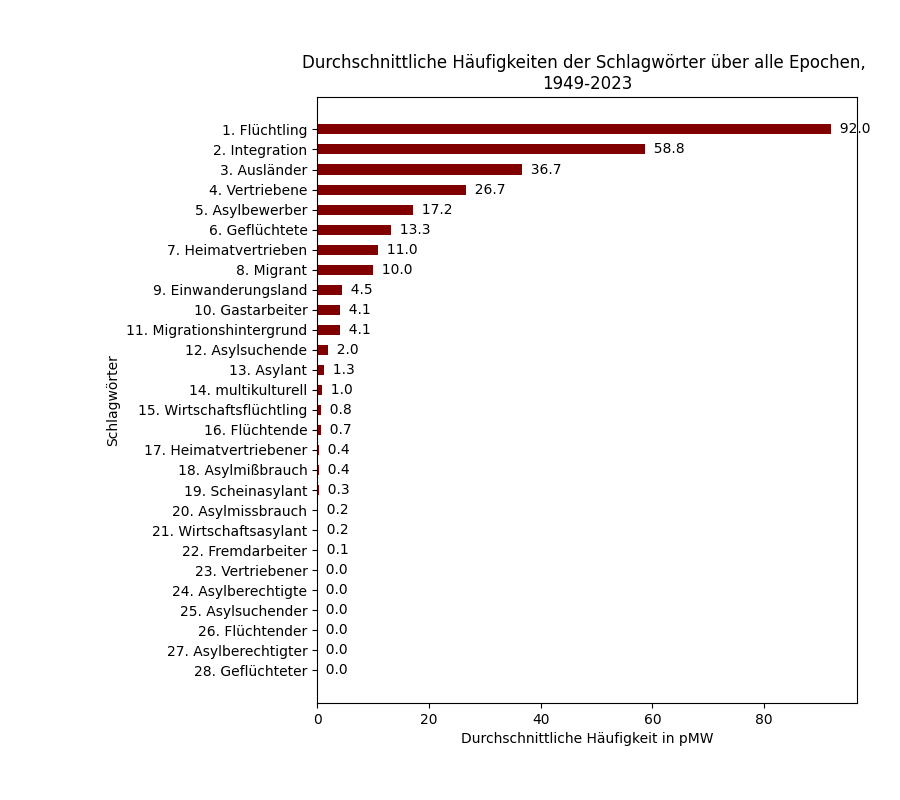 Durchschnittliche Häufigkeiten der Schlagwörter über alle Epochen,
1949-2023
1. Flüchtling 92.0
2. Integration 58.8
3. Ausländer 36.7
4. Vertriebene 26.7
5. Asylbewerber 17.2
6. Geflüchtete 13.3
7. Heimatvertrieben 11.0
8. Migrant 10.0
9. Einwanderungsland 4.5
10. Gastarbeiter 4.1
11. Migrationshintergrund 4.1
12. Asylsuchende 2.0
13. Asylant 1.3
14. multikulturell 1.0
15. Wirtschaftsflüchtling 0.8
16. Flüchtende 0.7
17. Heimatvertriebener 0.4
18. Asylmißbrauch 0.4
19. Scheinasylant 0.3
20. Asylmissbrauch 0.2
21. Wirtschaftsasylant 0.2
22. Fremdarbeiter 0.1
23. Vertriebener 0.0
24. Asylberechtigte 0.0
25. Asylsuchender 0.0
26. Flüchtender 0.0
27. Asylberechtigter 0.0
28. Geflüchteter 0.0
Schlagwörter
0 20 40 60 80
Durchschnittliche Häufigkeit in pMW